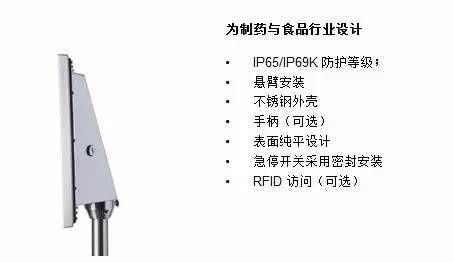 为制药与食品行业设计
• IP65/IP69K 防护等级；
• 悬臂安装
• 不锈钢外壳
• 手柄（可选）
• 表面纯平设计
• 急停开关采用密封安装
• RFID 访问（可选）